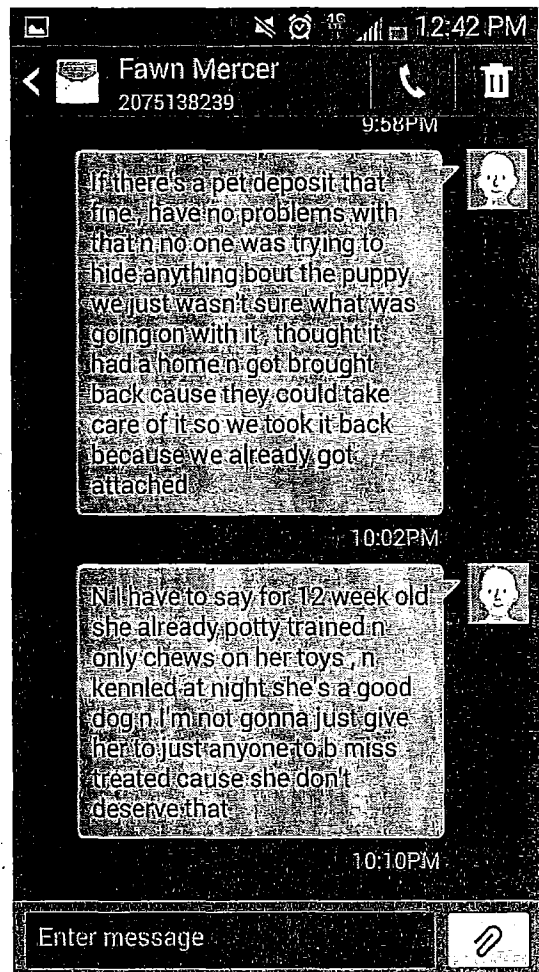 4G
12:42 PM
Fawn Mercer
2075138239
9:58PM
If there's a pet deposit that
fine, have no problems with
that n no one was trying to
hide anything bout the puppy
we just wasn't sure what was
going on with it, thought it
had a home n got brought
back cause they could take
care of it so we took it back
because we already got
attached
10:02PM
N I have to say for 12 week old
she already potty trained n
only chews on her toys, n
kennled at night she's a good
dog n I'm not gonna just give
her to just anyone to b miss
treated cause she don't
deserve that
10:10PM
Enter message